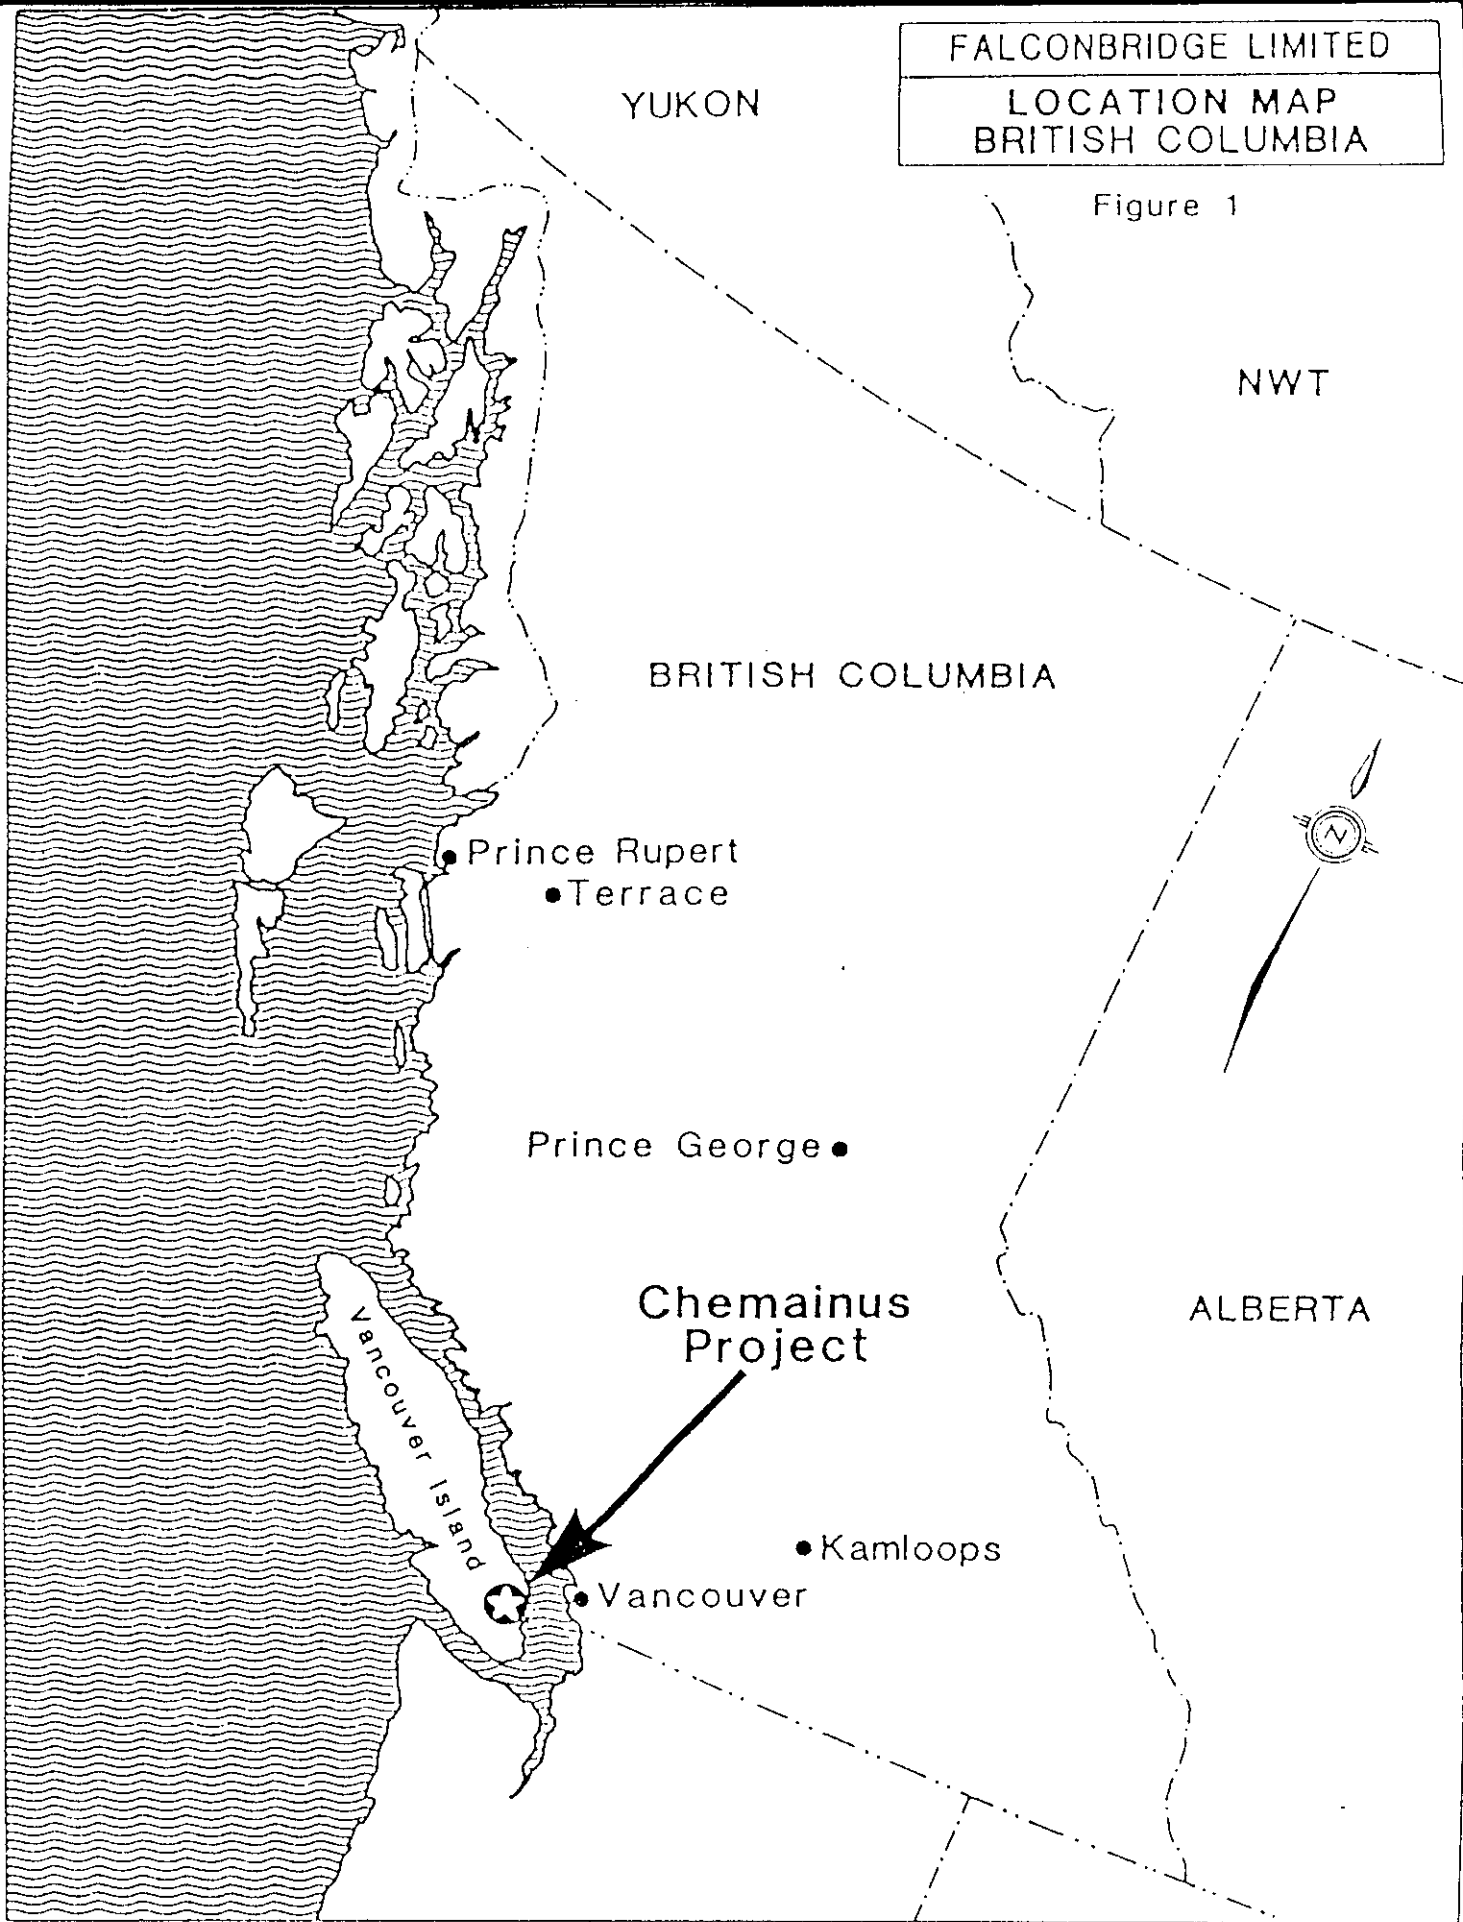 FALCONBRIDGE LIMITED
LOCATION MAP
BRITISH COLUMBIA
Figure 1
YUKON
NWT
BRITISH COLUMBIA
N
Prince Rupert
Terrace
Prince George
Chemainus
Project
ALBERTA
Vancouver Island
Kamloops
Vancouver